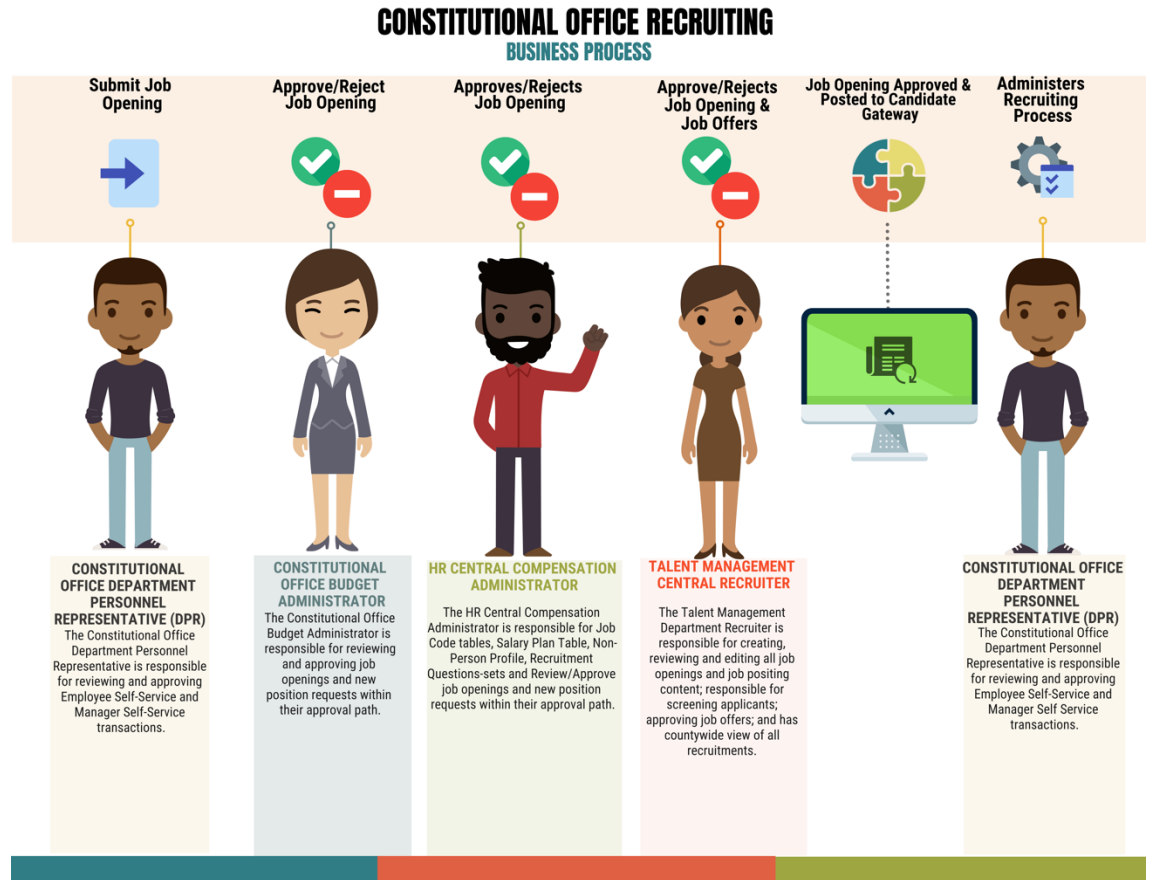 CONSTITUTIONAL OFFICE RECRUITING
BUSINESS PROCESS
Submit Job
Opening
Approve/Reject
Job Opening
Approves/Rejects
Job Opening
Approve/Rejects
Job Opening &
Job Offers
Job Opening Approved &
Posted to Candidate
Gateway
Administers
Recruiting
Process
CONSTITUTIONAL
OFFICE DEPARTMENT
PERSONNEL
REPRESENTATIVE (DPR)
The Constitutional Office
Department Personnel
Representative is responsible
for reviewing and approving
Employee Self-Service and
Manager Self-Service
transactions.
CONSTITUTIONAL
OFFICE BUDGET
ADMINISTRATOR
The Constitutional Office
Budget Administrator is
responsible for reviewing
and approving job
openings and new
position requests within
their approval path.
HR CENTRAL COMPENSATION
ADMINISTRATOR
The HR Central Compensation
Administrator is responsible for Job
Code tables, Salary Plan Table, Non-
Person Profile, Recruitment
Questions-sets and Review/Approve
job openings and new position
requests within their approval path.
TALENT MANAGEMENT
CENTRAL RECRUITER
The Talent Management
Department Recruiter is
responsible for creating,
reviewing and editing all job
openings and job positing
content; responsible for
screening applicants;
approving job offers; and has
countywide view of all
recruitments.
CONSTITUTIONAL OFFICE
DEPARTMENT
PERSONNEL
REPRESENTATIVE (DPR)
The Constitutional Office
Department Personnel
Representative is responsible
for reviewing and approving
Employee Self-Service and
Manager Self Service
transactions.